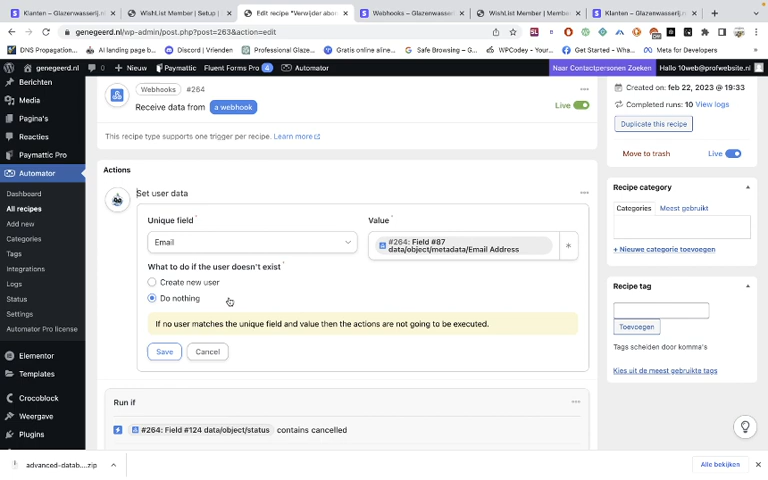 Klanten – Glazenwasserij.n
WishList Member | Setup |
Edit recipe "Verwijder abor
Webhooks – Glazenwasserij
WishList Member | Membe
Klanten – Glazenwasserij.n
genegeerd.nl/wp-admin/post.php?post=263&action=edit
DNS Propagation...
AI landing page b...
Discord | Vrienden
Professional Glaze...
Gratis online aline...
Safe Browsing – G...
WPCodey – Your...
Get Started – Wha...
Meta for Developers
genegeerd.nl
0
Nieuw
Paymattic
Fluent Forms Pro 4
Automator
Naar Contactpersonen Zoeken
Hallo 10web@profwebsite.nl
Berichten
Media
Pagina's
Reacties
Paymattic Pro
Automator
Dashboard
All recipes
Add new
Categories
Tags
Integrations
Logs
Status
Settings
Automator Pro license
Elementor
Templates
Crocoblock
Weergave
Plugins
Webhooks #264
Receive data from a webhook
Live
This recipe type supports one trigger per recipe. Learn more
Actions
Set user data
Unique field *
Value *
Email
#264: Field #87
data/object/metadata/Email Address
*
What to do if the user doesn't exist *
Create new user
Do nothing
If no user matches the unique field and value then the actions are not going to be executed.
Save
Cancel
Run if
#264: Field #124 data/object/status contains cancelled
Created on: feb 22, 2023 @ 19:33
Completed runs: 10 View logs
Duplicate this recipe
Move to trash
Live
Recipe category
Categories
Meest gebruikt
+ Nieuwe categorie toevoegen
Recipe tag
Toevoegen
Tags scheiden door komma's
Kies uit de meest gebruikte tags
advanced-datab....zip
Alle bekijken